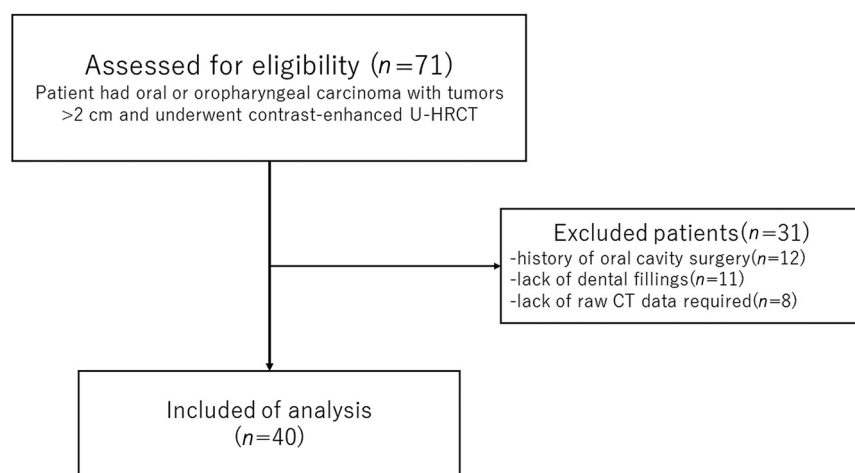 Assessed for eligibility (n=71)
Patient had oral or oropharyngeal carcinoma with tumors
>2 cm and underwent contrast-enhanced U-HRCT
Excluded patients(n=31)
-history of oral cavity surgery(n=12)
-lack of dental fillings(n=11)
-lack of raw CT data required(n=8)
Included of analysis
(n=40)